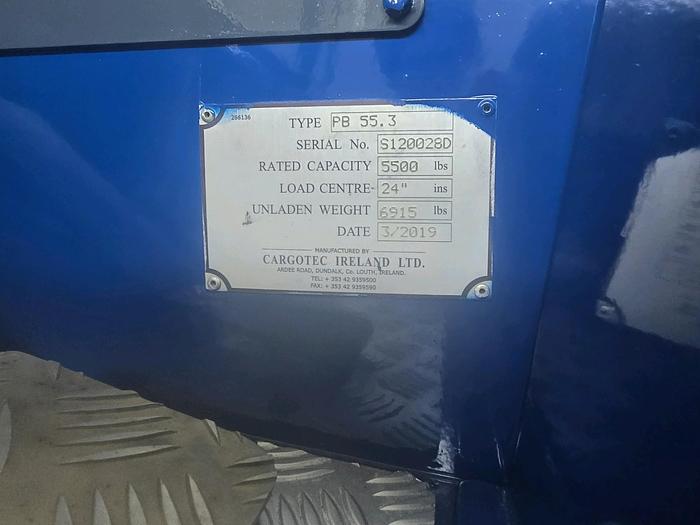 266136
TYPE PB 55.3
SERIAL No. S120028D
RATED CAPACITY 5500 lbs
LOAD CENTRE 24" ins
UNLADEN WEIGHT 6915 lbs
DATE 3/2019
MANUFACTURED BY
CARGOTEC IRELAND LTD.
ARDEE ROAD, DUNDALK, Co. LOUTH, IRELAND.
TEL: + 353 42 9359500
FAX: + 353 42 9359590